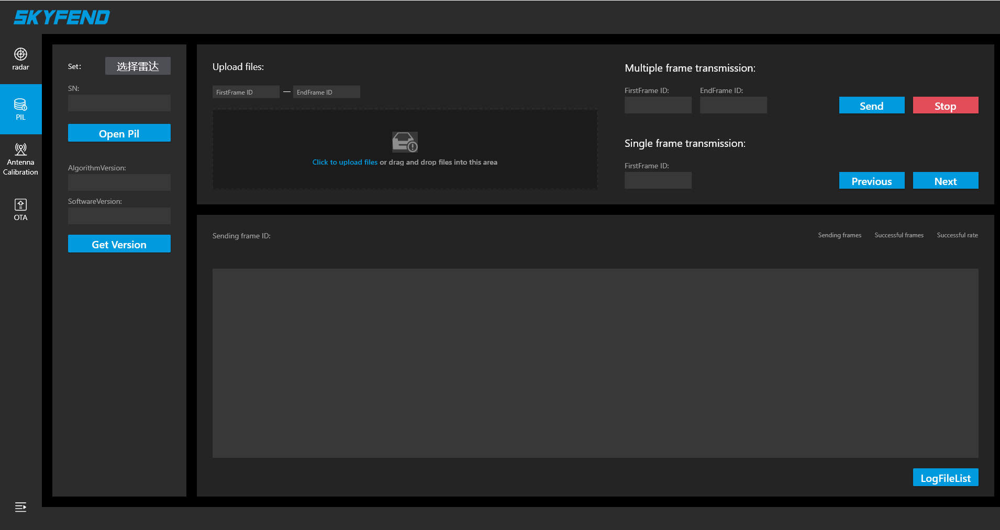 SKYFEND
radar
PIL
Antenna
Calibration
OTA
Set:
选择雷达
SN:
Open Pil
AlgorithmVersion:
SoftwareVersion:
Get Version
Upload files:
FirstFrame ID — EndFrame ID
Click to upload files or drag and drop files into this area
Multiple frame transmission:
FirstFrame ID: EndFrame ID:
Send Stop
Single frame transmission:
FirstFrame ID:
Previous Next
Sending frame ID:
Sending frames Successful frames Successful rate
LogFileList